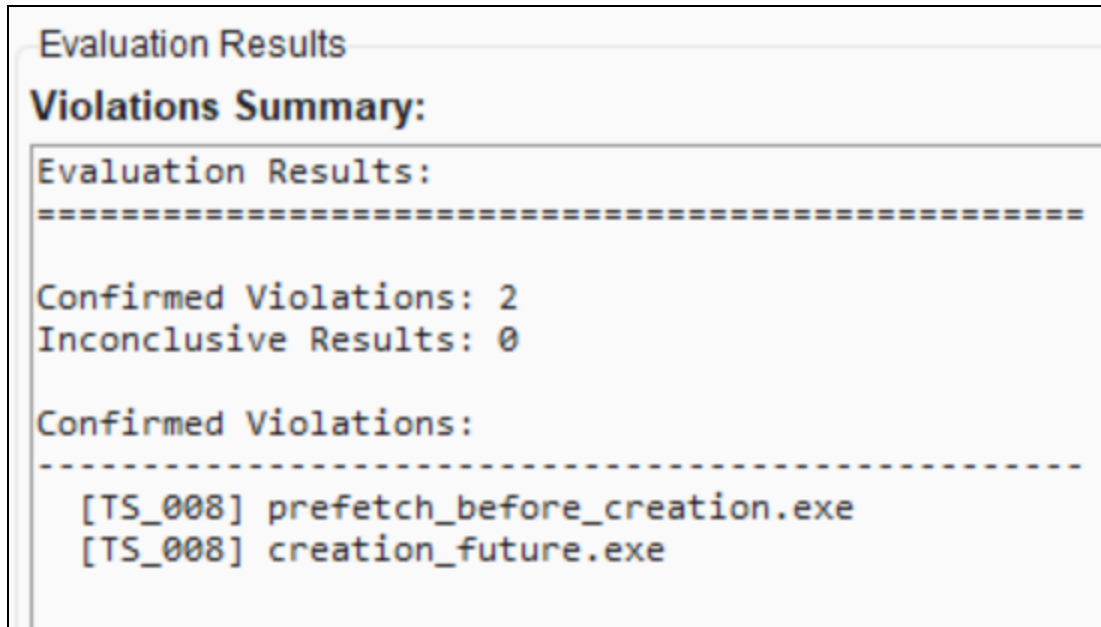 Evaluation Results
Violations Summary:
Evaluation Results:
==================================================
Confirmed Violations: 2
Inconclusive Results: 0
Confirmed Violations:
--------------------------------------------------
[TS_008] prefetch_before_creation.exe
[TS_008] creation_future.exe